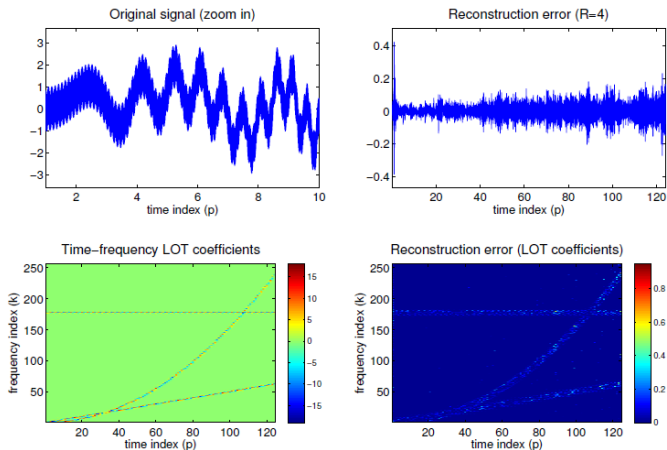 Original signal (zoom in)
3
2
1
0
−1
−2
−3
2 4 6 8 10
time index (p)
Reconstruction error (R=4)
0.4
0.2
0
−0.2
−0.4
20 40 60 80 100 120
time index (p)
Time−frequency LOT coefficients
frequency index (k)
250
200
150
100
50
20 40 60 80 100 120
time index (p)
15
10
5
0
−5
−10
−15
Reconstruction error (LOT coefficients)
frequency index (k)
250
200
150
100
50
20 40 60 80 100 120
time index (p)
0.8
0.6
0.4
0.2
0